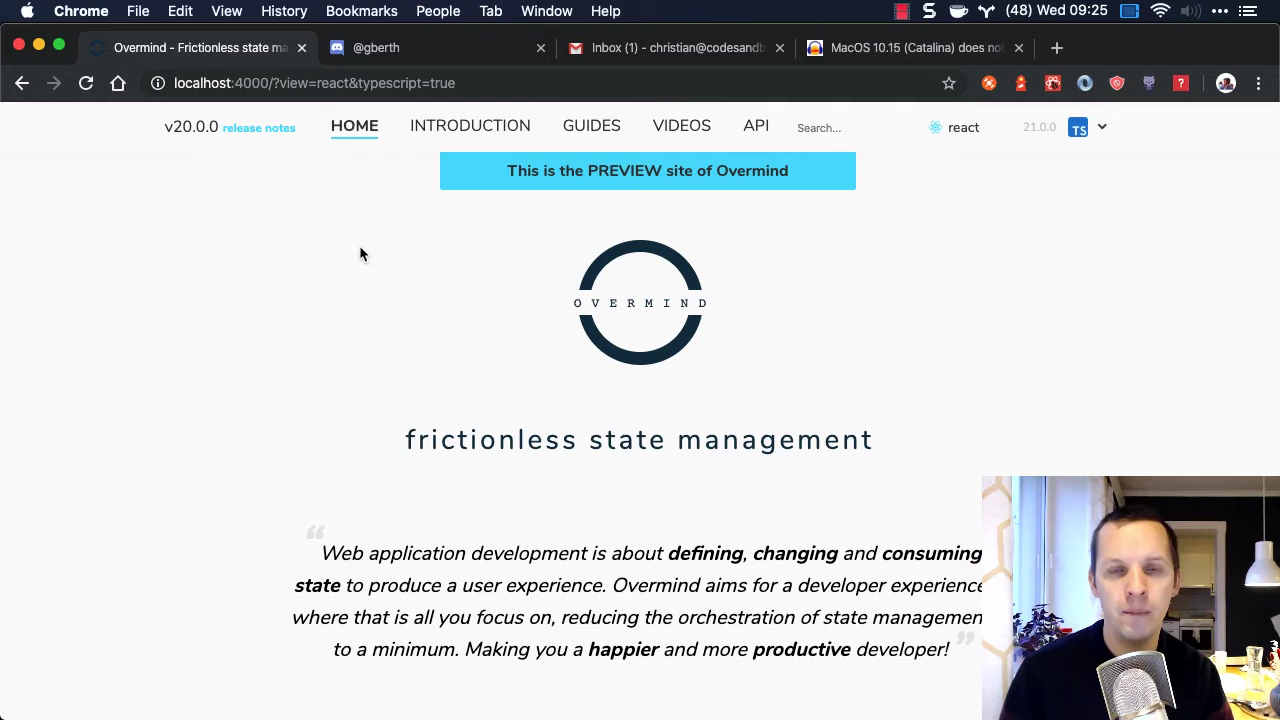 Chrome File Edit View History Bookmarks People Tab Window Help (48) Wed 09:25
Overmind - Frictionless state ma
@gberth
Inbox (1) - christian@codesandb
MacOS 10.15 (Catalina) does not
localhost:4000/?view=react&typescript=true
v20.0.0 release notes HOME INTRODUCTION GUIDES VIDEOS API Search... react 21.0.0 TS
This is the PREVIEW site of Overmind
OVERMIND
frictionless state management
“
Web application development is about defining, changing and consuming
state to produce a user experience. Overmind aims for a developer experience
where that is all you focus on, reducing the orchestration of state managemen
to a minimum. Making you a happier and more productive developer! ”